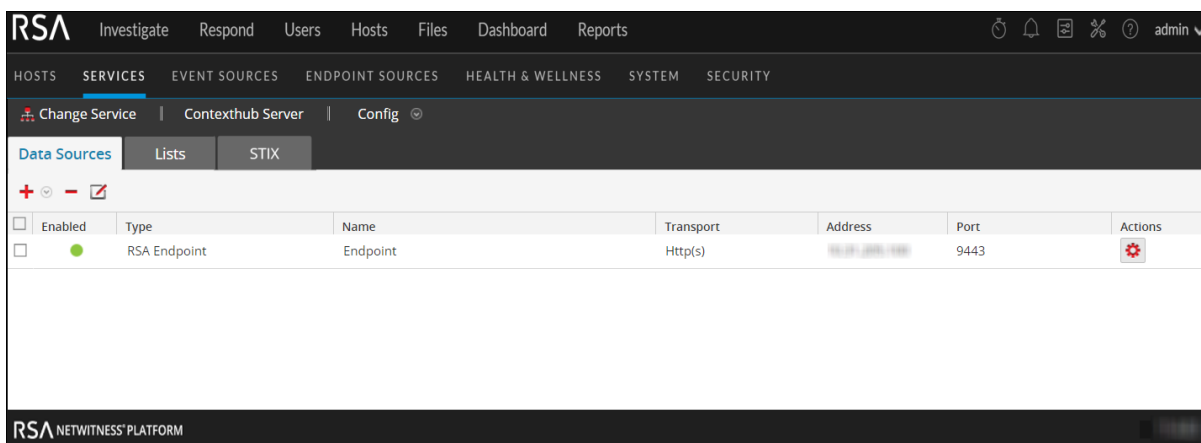 RSA Investigate Respond Users Hosts Files Dashboard Reports admin
HOSTS SERVICES EVENT SOURCES ENDPOINT SOURCES HEALTH & WELLNESS SYSTEM SECURITY
Change Service | Contexthub Server | Config
Data Sources Lists STIX
Enabled Type Name Transport Address Port Actions
RSA Endpoint Endpoint Http(s) 9443
RSA NETWITNESS® PLATFORM